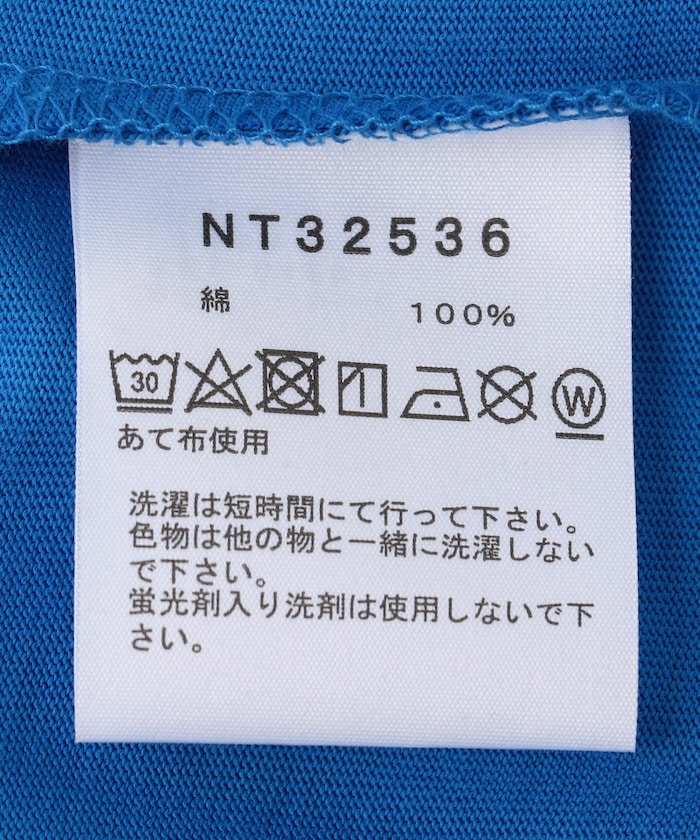 NT32536
綿 100%
30 W
あて布使用
洗濯は短時間にて行って下さい。
色物は他の物と一緒に洗濯しない
で下さい。
蛍光剤入り洗剤は使用しないで下
さい。